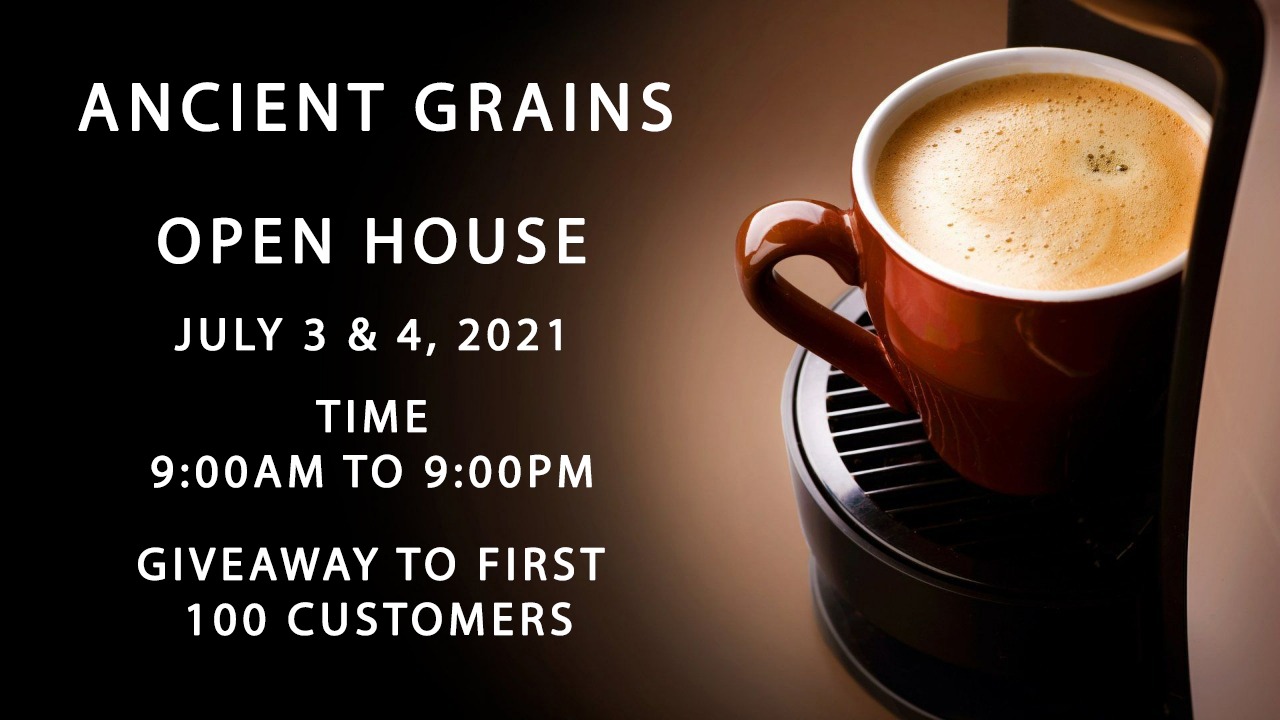 ANCIENT GRAINS
OPEN HOUSE
JULY 3 & 4, 2021
TIME
9:00AM TO 9:00PM
GIVEAWAY TO FIRST
100 CUSTOMERS